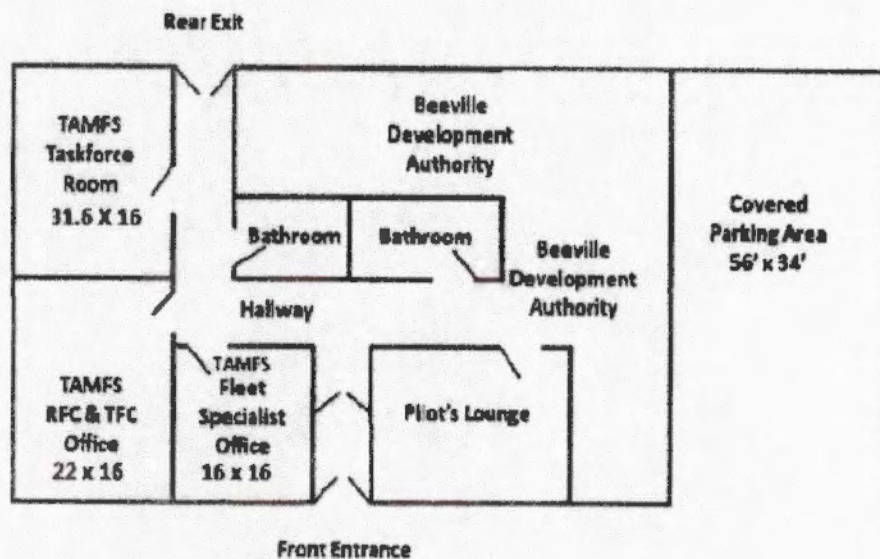 Rear Exit
TAMFS
Taskforce
Room
31.6 X 16
Beeville
Development
Authority
Bathroom
Bathroom
Beeville
Development
Authority
Covered
Parking Area
56' x 34'
Hallway
TAMFS
RFC & TFC
Office
22 x 16
TAMFS
Fleet
Specialist
Office
16 x 16
Pilot's Lounge
Front Entrance